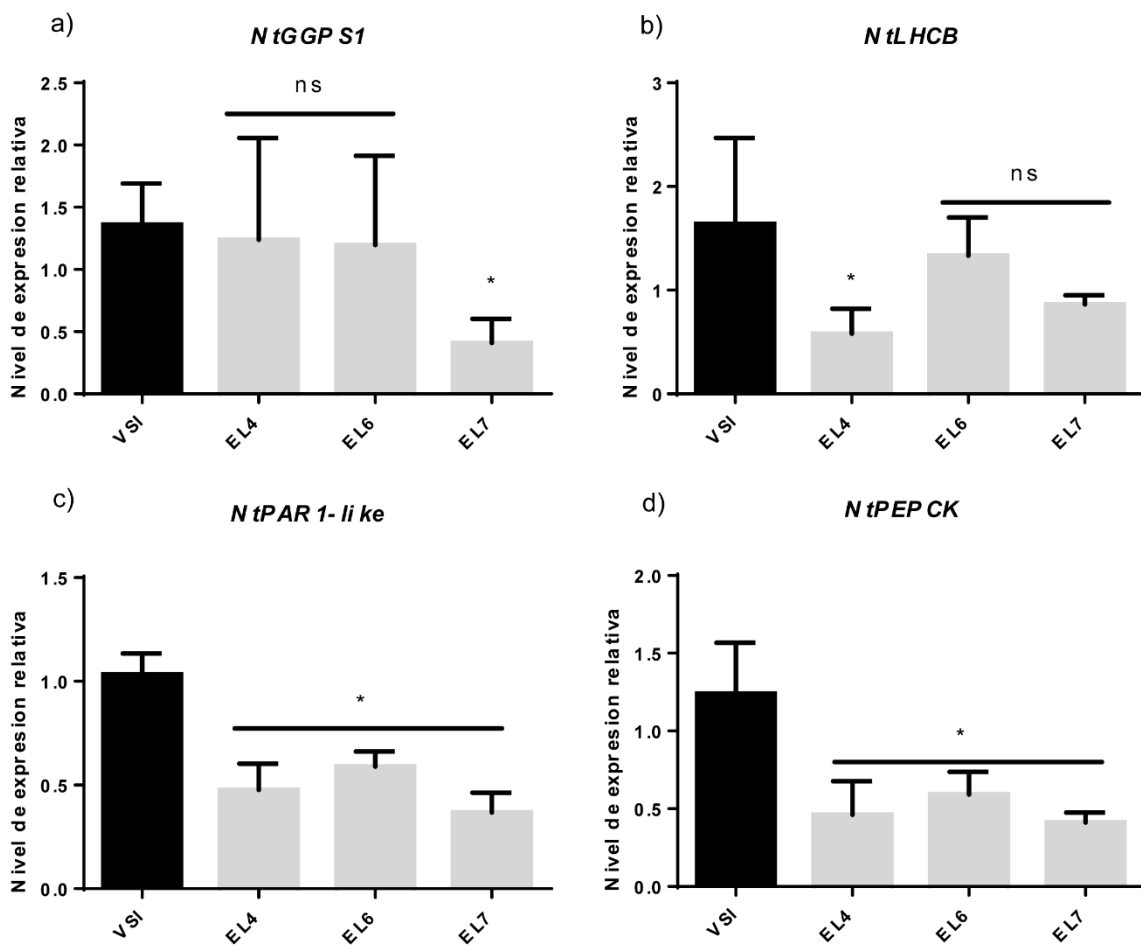 a)
NtGGPS1
Nivel de expresion relativa
2.5
2.0
1.5
1.0
0.5
0.0
ns
*
VSI
EL4
EL6
EL7
b)
NtLHCB
Nivel de expresion relativa
3
2
1
0
*
ns
VSI
EL4
EL6
EL7
c)
NtPAR1-like
Nivel de expresion relativa
1.5
1.0
0.5
0.0
*
VSI
EL4
EL6
EL7
d)
NtPEPCK
Nivel de expresion relativa
2.0
1.5
1.0
0.5
0.0
*
VSI
EL4
EL6
EL7